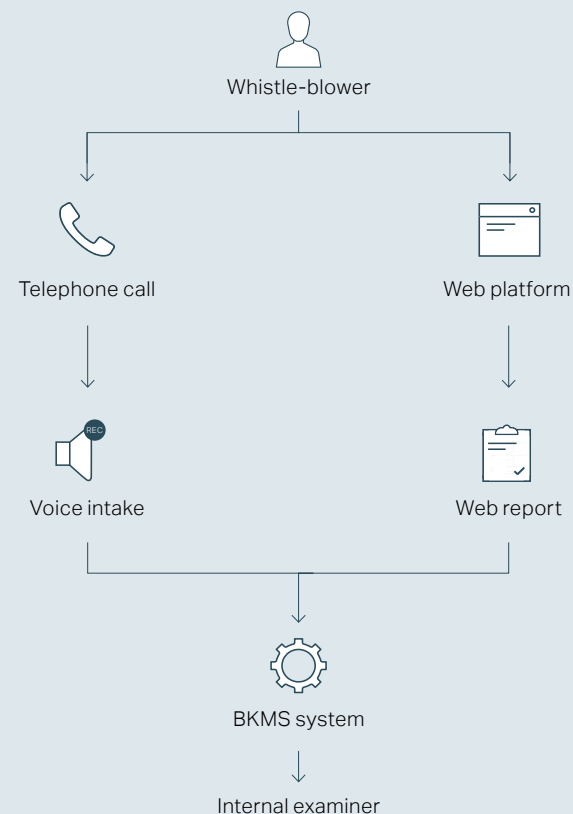 Whistle-blower
Telephone call
Web platform
REC
Voice intake
Web report
BKMS system
Internal examiner